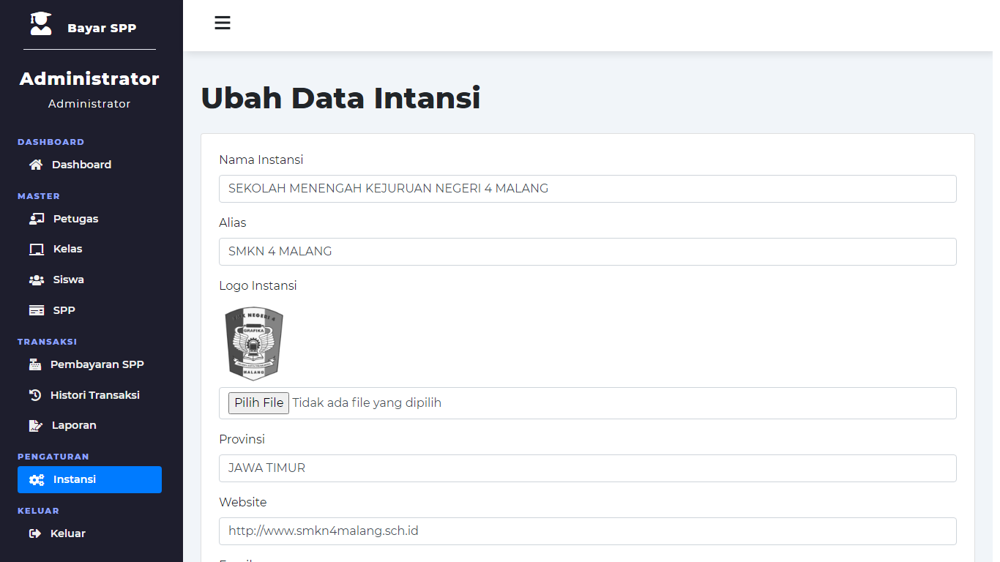 Bayar SPP
Administrator
Administrator
DASHBOARD
Dashboard
MASTER
Petugas
Kelas
Siswa
SPP
TRANSAKSI
Pembayaran SPP
Histori Transaksi
Laporan
PENGATURAN
Instansi
KELUAR
Keluar
Ubah Data Intansi
Nama Instansi
SEKOLAH MENENGAH KEJURUAN NEGERI 4 MALANG
Alias
SMKN 4 MALANG
Logo Instansi
SMK NEGERI 4
GRAFIKA
MALANG
Pilih File Tidak ada file yang dipilih
Provinsi
JAWA TIMUR
Website
http://www.smkn4malang.sch.id